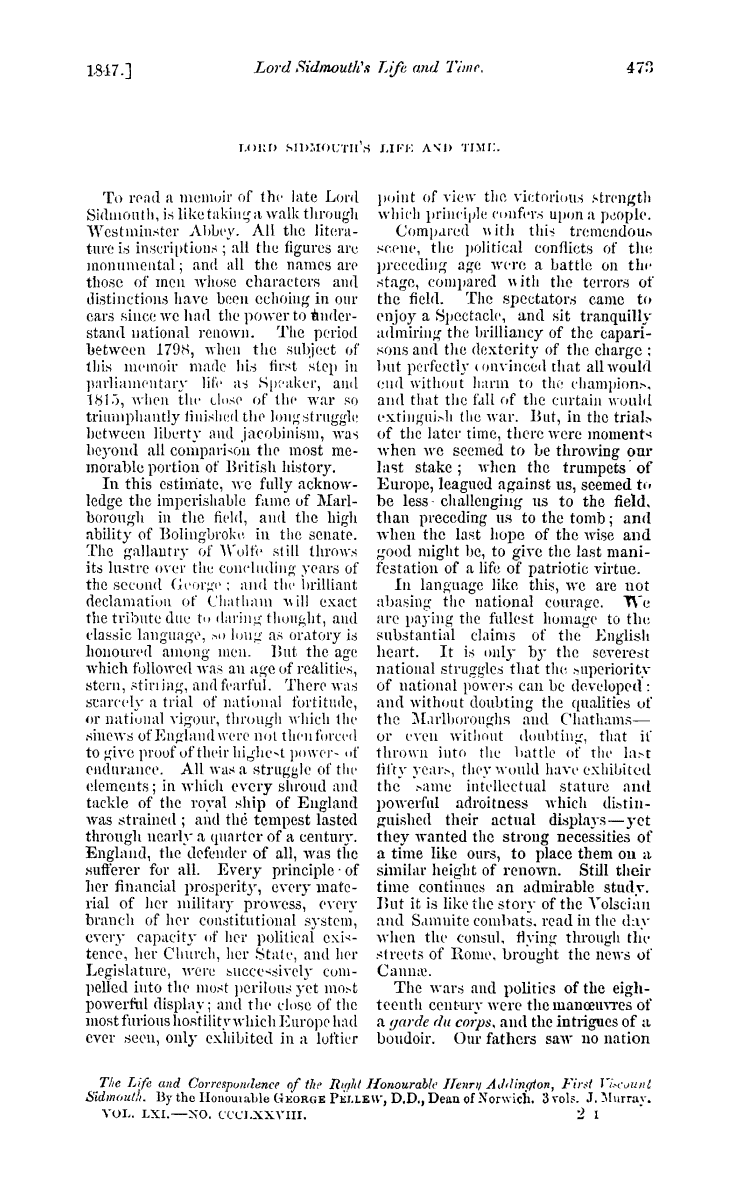 1847.] Lord Sidmouth's Life and Time. 473
LORD SIDMOUTH'S LIFE AND TIME.
To read a memoir of the late Lord
Sidmouth, is like taking a walk through
Westminster Abbey. All the litera-
ture is inscriptions; all the figures are
monumental; and all the names are
those of men whose characters and
distinctions have been echoing in our
ears since we had the power to under-
stand national renown. The period
between 1798, when the subject of
this memoir made his first step in
parliamentary life as Speaker, and
1815, when the close of the war so
triumphantly finished the long struggle
between liberty and jacobinism, was
beyond all comparison the most me-
morable portion of British history.
In this estimate, we fully acknow-
ledge the imperishable fame of Marl-
borough in the field, and the high
ability of Bolingbroke in the senate.
The gallantry of Wolfe still throws
its lustre over the concluding years of
the second George; and the brilliant
declamation of Chatham will exact
the tribute due to daring thought, and
classic language, so long as oratory is
honoured among men. But the age
which followed was an age of realities,
stern, stirring, and fearful. There was
scarcely a trial of national fortitude,
or national vigour, through which the
sinews of England were not then forced
to give proof of their highest powers of
endurance. All was a struggle of the
elements; in which every shroud and
tackle of the royal ship of England
was strained; and the tempest lasted
through nearly a quarter of a century.
England, the defender of all, was the
sufferer for all. Every principle of
her financial prosperity, every mate-
rial of her military prowess, every
branch of her constitutional system,
every capacity of her political exis-
tence, her Church, her State, and her
Legislature, were successively com-
pelled into the most perilous yet most
powerful display; and the close of the
most furious hostility which Europe had
ever seen, only exhibited in a loftier
point of view the victorious strength
which principle confers upon a people.
Compared with this tremendous
scene, the political conflicts of the
preceding age were a battle on the
stage, compared with the terrors of
the field. The spectators came to
enjoy a Spectacle, and sit tranquilly
admiring the brilliancy of the capari-
sons and the dexterity of the charge;
but perfectly convinced that all would
end without harm to the champions,
and that the fall of the curtain would
extinguish the war. But, in the trials
of the later time, there were moments
when we seemed to be throwing our
last stake; when the trumpets of
Europe, leagued against us, seemed to
be less challenging us to the field,
than preceding us to the tomb; and
when the last hope of the wise and
good might be, to give the last mani-
festation of a life of patriotic virtue.
In language like this, we are not
abasing the national courage. We
are paying the fullest homage to the
substantial claims of the English
heart. It is only by the severest
national struggles that the superiority
of national powers can be developed:
and without doubting the qualities of
the Marlboroughs and Chathams—
or even without doubting, that if
thrown into the battle of the last
fifty years, they would have exhibited
the same intellectual stature and
powerful adroitness which distin-
guished their actual displays—yet
they wanted the strong necessities of
a time like ours, to place them on a
similar height of renown. Still their
time continues an admirable study.
But it is like the story of the Volscian
and Samnite combats, read in the day
when the consul, flying through the
streets of Rome, brought the news of
Cannæ.
The wars and politics of the eigh-
teenth century were the manœuvres of
a garde du corps, and the intrigues of a
boudoir. Our fathers saw no nation
The Life and Correspondence of the Right Honourable Henry Addington, First Viscount
Sidmouth. By the Honourable GEORGE PELLEW, D.D., Dean of Norwich. 3 vols. J. Murray.
VOL. LXI.—NO. CCCLXXVIII. 2 I